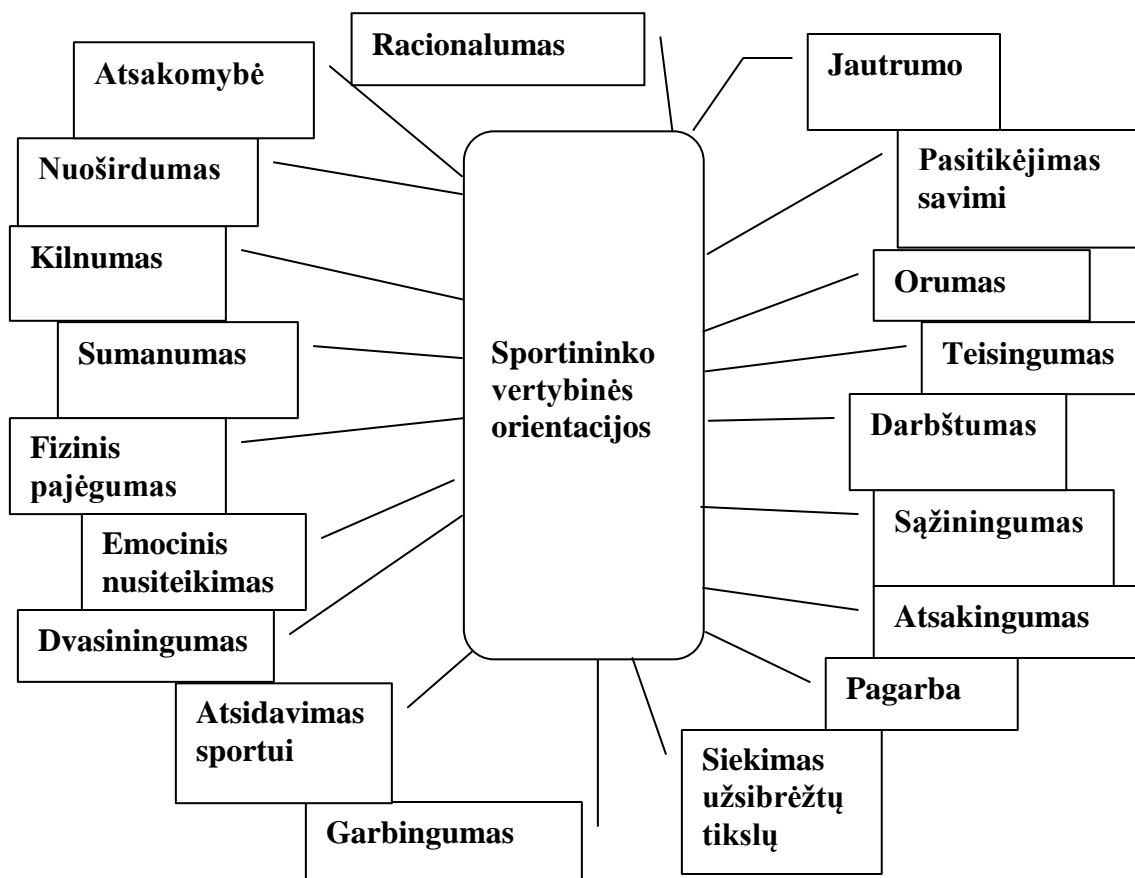 Racionalumas
Atsakomybė
Jautrumo
Nuoširdumas
Pasitikėjimas
savimi
Kilnumas
Orumas
Sumanumas
Sportininko
vertybinės
orientacijos
Teisingumas
Darbštumas
Fizinis
pajėgumas
Sąžiningumas
Emocinis
nusiteikimas
Atsakingumas
Dvasiningumas
Pagarba
Atsidavimas
sportui
Siekimas
užsibrėžtų
tikslų
Garbingumas